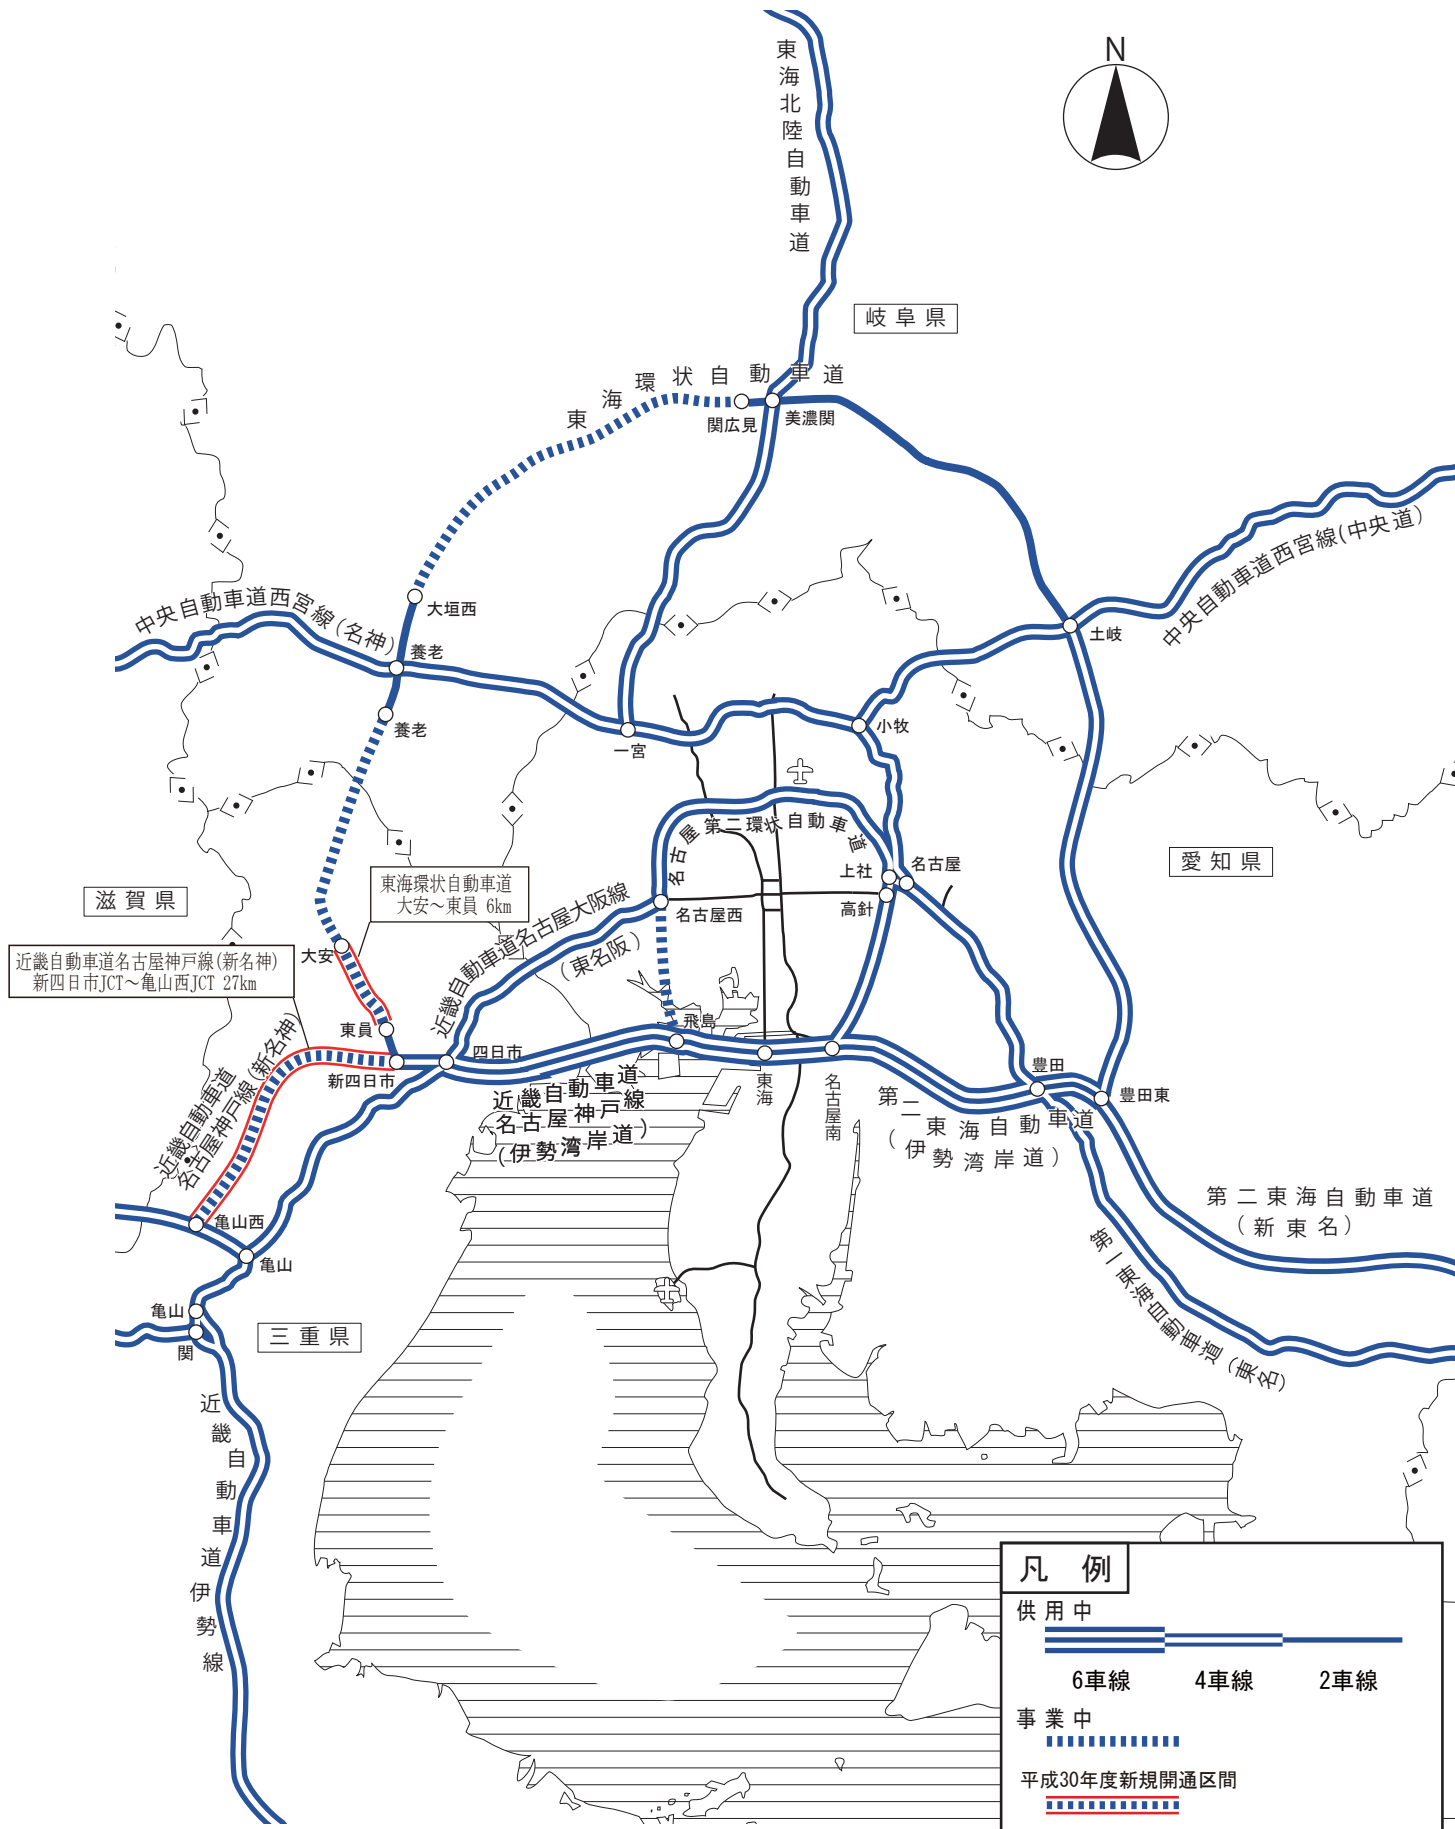 N
東海北陸自動車道
岐阜県
東海環状自動車道
関広見
美濃関
中央自動車道西宮線(中央道)
中央自動車道西宮線(名神)
大垣西
養老
土岐
養老
一宮
小牧
名古屋第二環状自動車道
愛知県
滋賀県
東海環状自動車道
大安～東員 6km
上社
名古屋
高針
名古屋西
近畿自動車道名古屋大阪線
(東名阪)
近畿自動車道名古屋神戸線(新名神)
新四日市JCT～亀山西JCT 27km
大安
東員
飛島
四日市
新四日市
近畿自動車道
名古屋神戸線(新名神)
近畿自動車道
名古屋神戸線
(伊勢湾岸道)
東海
名古屋南
豊田
豊田東
第二東海自動車道
(伊勢湾岸道)
第二東海自動車道
(新東名)
第一東海自動車道(東名)
亀山西
亀山
亀山
関
三重県
近畿自動車道伊勢線
凡例
供用中
6車線
4車線
2車線
事業中
平成30年度新規開通区間